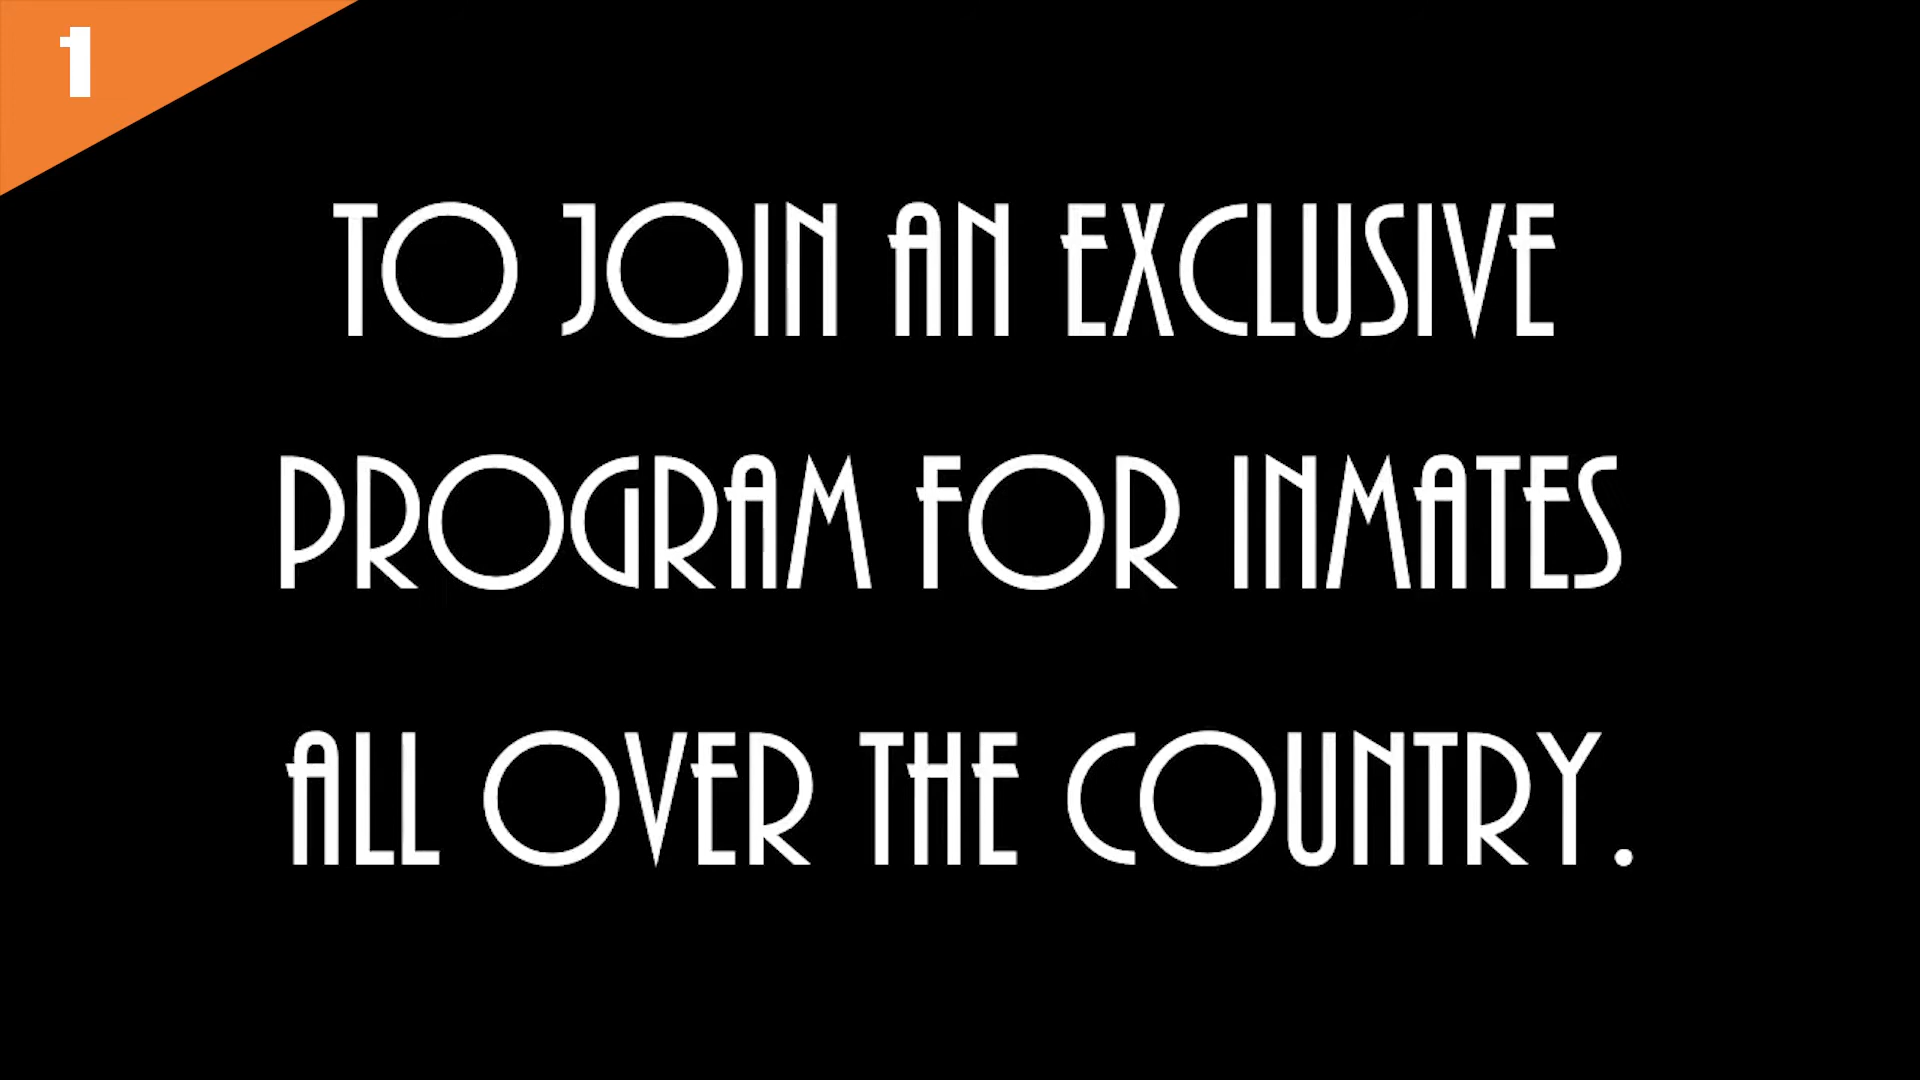 1
TO JOIN AN EXCLUSIVE
PROGRAM FOR INMATES
ALL OVER THE COUNTRY.